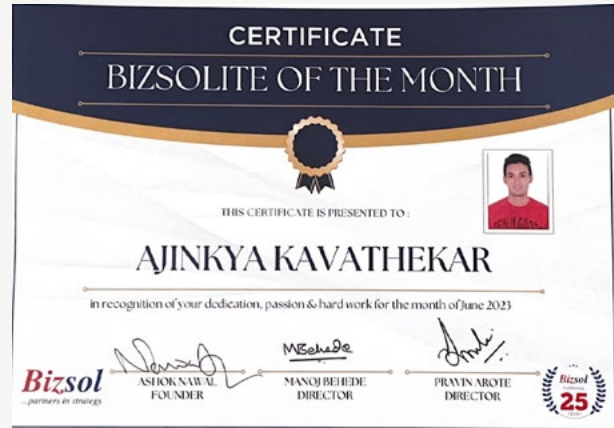 CERTIFICATE
BIZSOLITE OF THE MONTH
THIS CERTIFICATE IS PRESENTED TO :
AJINKYA KAVATHEKAR
in recognition of your dedication, passion & hard work for the month of June 2023
MBehede
ASHOK NAWAL
FOUNDER
MANOJ BEHEDE
DIRECTOR
PRAVIN AROTE
DIRECTOR
Bizsol
...partners in strategy
Bizsol
25